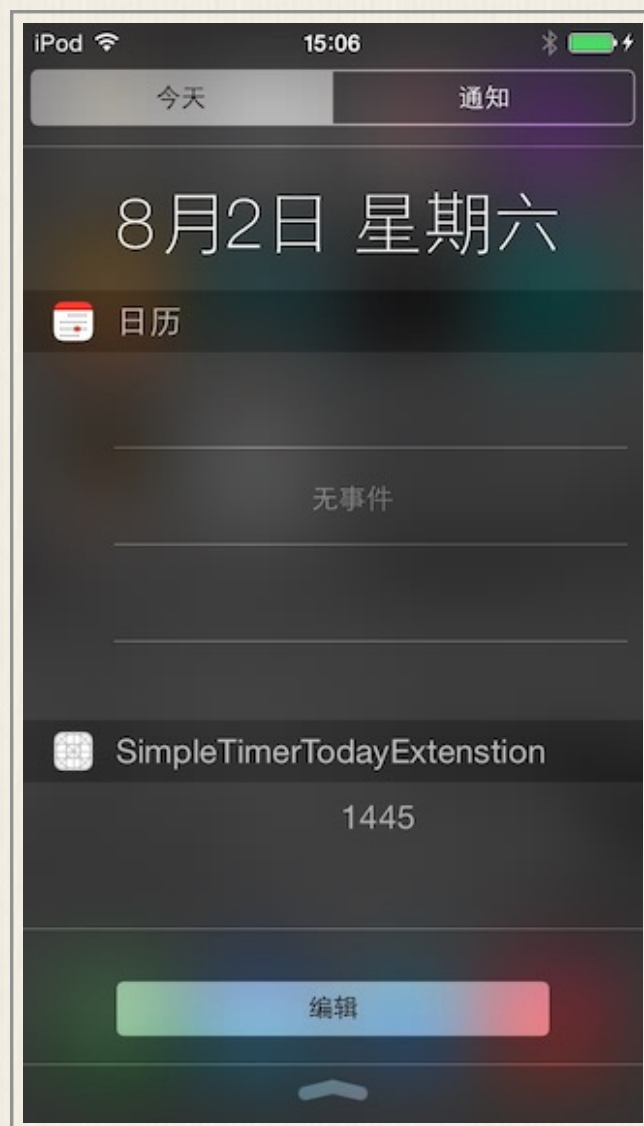 iPod 15:06
今天 通知
8月2日 星期六
日历
无事件
SimpleTimerTodayExtenstion
1445
编辑